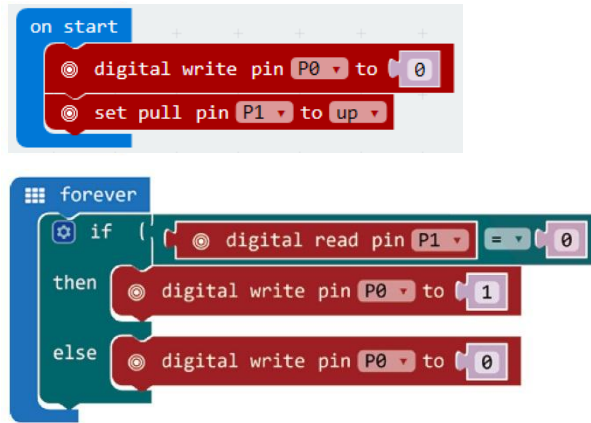 on start
digital write pin P0 to 0
set pull pin P1 to up
forever
if digital read pin P1 = 0
then digital write pin P0 to 1
else digital write pin P0 to 0